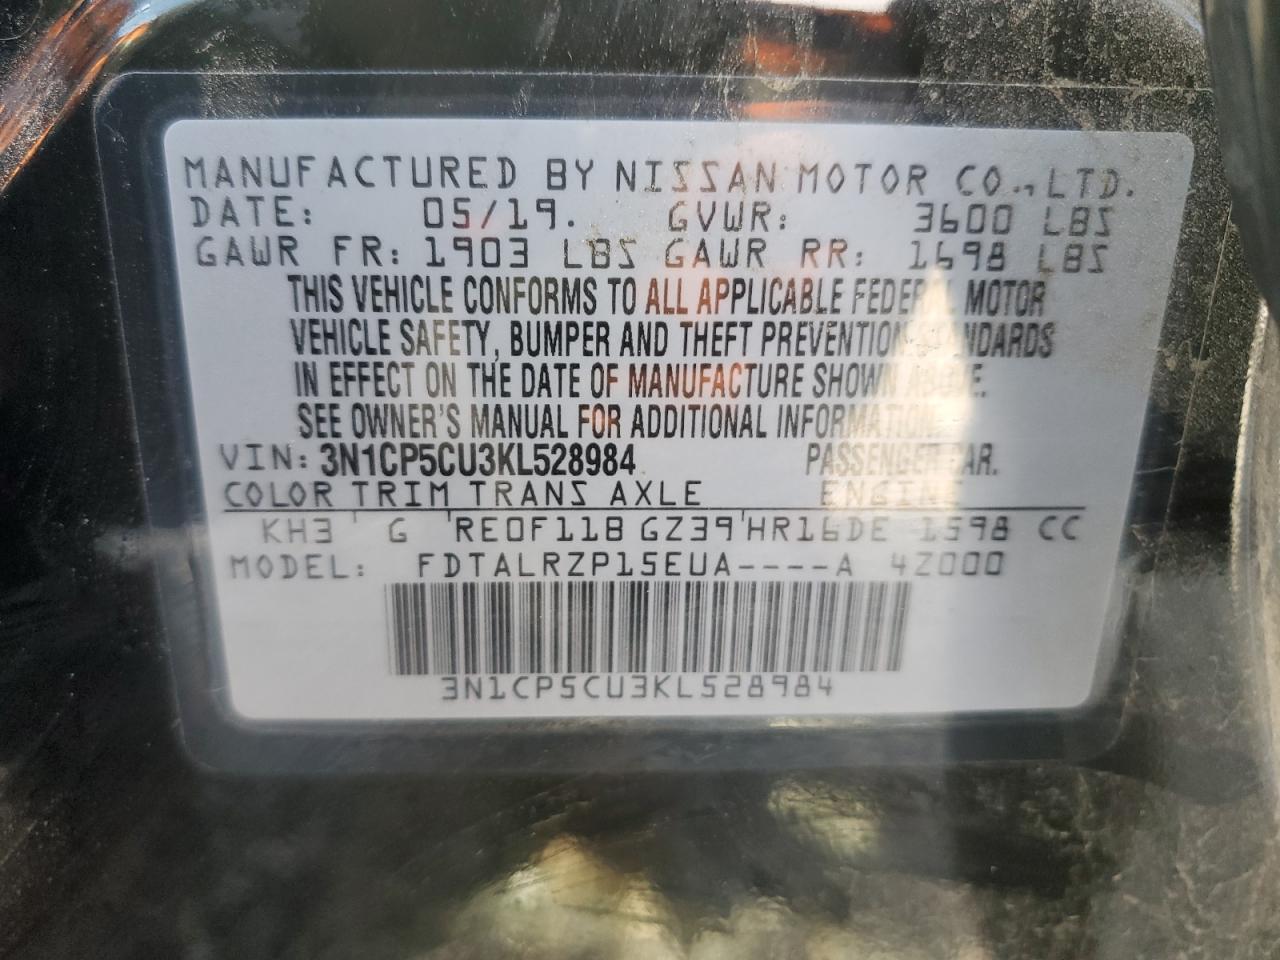 MANUFACTURED BY NISSAN MOTOR CO., LTD.
DATE: 05/19. GVWR: 3600 LBS
GAWR FR: 1903 LBS GAWR RR: 1698 LBS
THIS VEHICLE CONFORMS TO ALL APPLICABLE FEDERAL MOTOR
VEHICLE SAFETY, BUMPER AND THEFT PREVENTION STANDARDS
IN EFFECT ON THE DATE OF MANUFACTURE SHOWN ABOVE.
SEE OWNER'S MANUAL FOR ADDITIONAL INFORMATION.
VIN: 3N1CP5CU3KL528984 PASSENGER CAR.
COLOR TRIM TRANS AXLE ENGINE
KH3 G RE0F11B GZ39 HR16DE 1598 CC
MODEL: FDTALRZP15EUA----A 4Z000
3N1CP5CU3KL528984